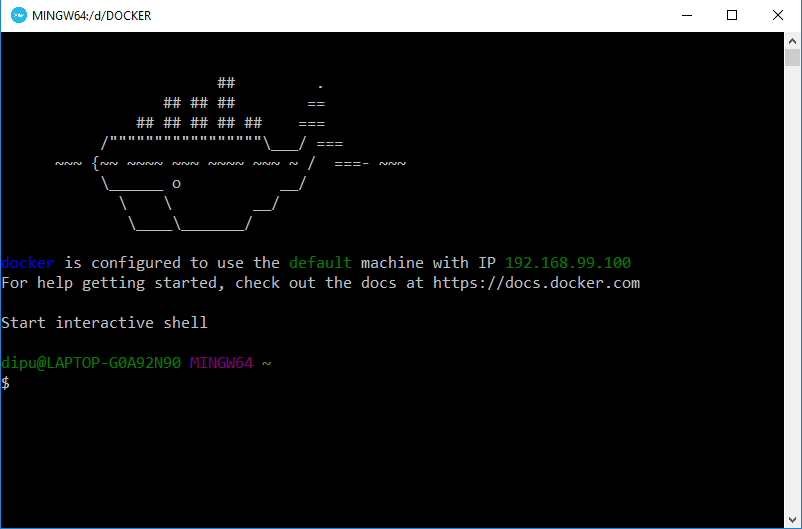 MINGW64:/d/DOCKER
                        ##         .
                  ## ## ##        ==
               ## ## ## ## ##    ===
           /"""""""""""""""""\___/ ===
      ~~~ {~~ ~~~~ ~~~ ~~~~ ~~~ ~ /  ===- ~~~
           \______ o           __/
             \    \         __/
              \____\_______/
docker is configured to use the default machine with IP 192.168.99.100
For help getting started, check out the docs at https://docs.docker.com
Start interactive shell
dipu@LAPTOP-G0A92N90 MINGW64 ~
$